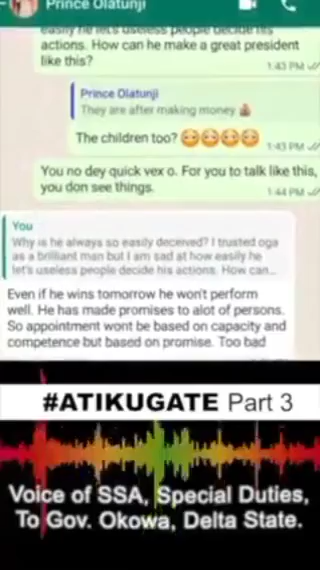 Prince Olatunji
easily he let's useless people decide his
actions. How can he make a great president
like this?
1:43 PM
Prince Olatunji
They are after making money
The children too? 😳😳😳😳
1:43 PM
You no dey quick vex o. For you to talk like this,
you don see things.
1:44 PM
You
Why is he always so easily deceived? I trusted oga
as a brilliant man but I am sad at how easily he
let's useless people decide his actions. How can...
Even if he wins tomorrow he won't perform
well. He has made promises to alot of persons.
So appointment wont be based on capacity and
competence but based on promise. Too bad
#ATIKUGATE Part 3
Voice of SSA, Special Duties,
To Gov. Okowa, Delta State.